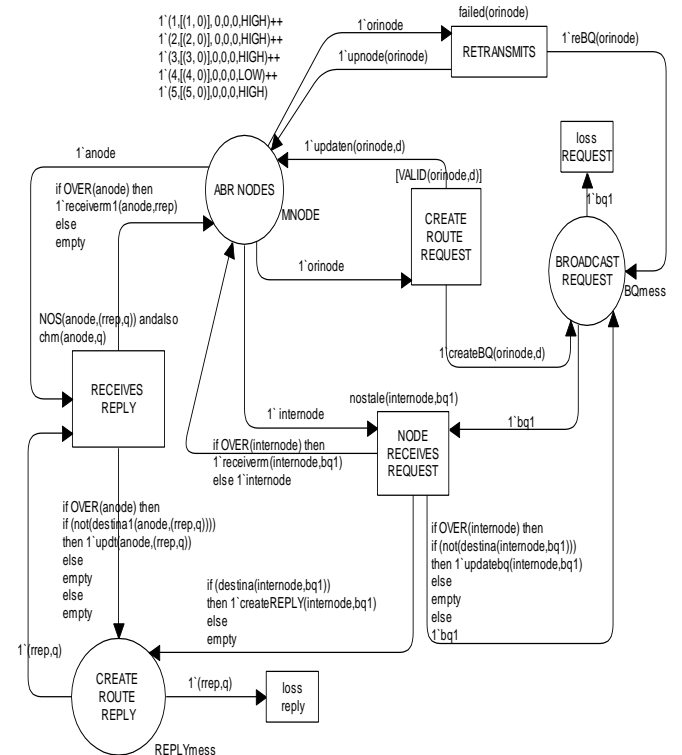 1`(1,[(1, 0)], 0,0,0,HIGH)++
1`(2,[(2, 0)],0,0,0,HIGH)++
1`(3,[(3, 0)],0,0,0,HIGH)++
1`(4,[(4, 0)],0,0,0,LOW)++
1`(5,[(5, 0)],0,0,0,HIGH)
1`orinode
1`upnode(orinode)
failed(orinode)
RETRANSMITS
1`reBQ(orinode)
loss
REQUEST
1`bq1
1`anode
ABR NODES
MNODE
1`updaten(orinode,d)
[VALID(orinode,d)]
CREATE
ROUTE
REQUEST
BROADCAST
REQUEST
BQmess
if OVER(anode) then
1`receiverm1(anode,rrep)
else
empty
1`orinode
1`createBQ(orinode,d)
NOS(anode,(rrep,q)) andalso
chm(anode,q)
RECEIVES
REPLY
nostale(internode,bq1)
1` internode
NODE
RECEIVES
REQUEST
1`bq1
if OVER(internode) then
1`receiverm(internode,bq1)
else 1`internode
if OVER(anode) then
if (not(destina1(anode,(rrep,q))))
then 1`updt(anode,(rrep,q))
else
empty
else
empty
if OVER(internode) then
if (not(destina(internode,bq1)))
then 1`updatebq(internode,bq1)
else
empty
else
1`bq1
if (destina(internode,bq1))
then 1`createREPLY(internode,bq1)
else
empty
1`(rrep,q)
CREATE
ROUTE
REPLY
REPLYmess
1`(rrep,q)
loss
reply